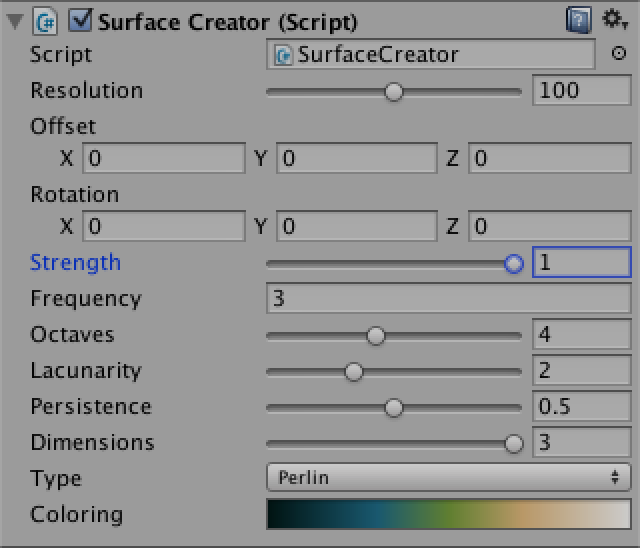 Surface Creator (Script)
Script SurfaceCreator
Resolution 100
Offset
X 0 Y 0 Z 0
Rotation
X 0 Y 0 Z 0
Strength 1
Frequency 3
Octaves 4
Lacunarity 2
Persistence 0.5
Dimensions 3
Type Perlin
Coloring